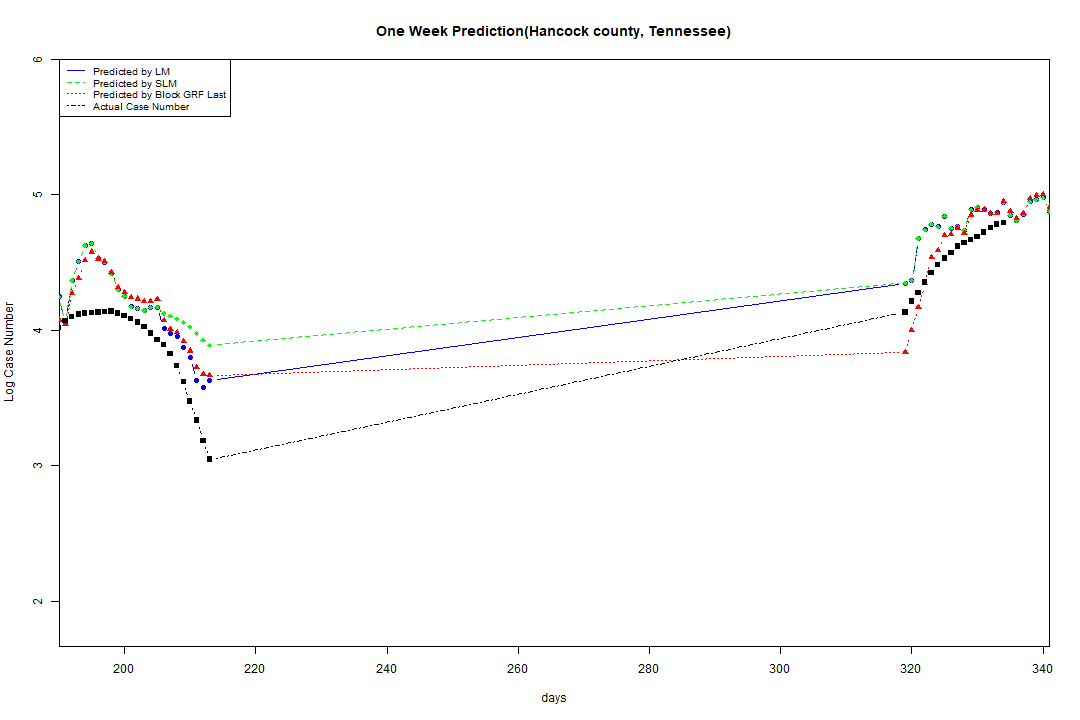 One Week Prediction(Hancock county, Tennessee)
Predicted by LM
Predicted by SLM
Predicted by Block GRF Last
Actual Case Number
Log Case Number
6
5
4
3
2
200 220 240 260 280 300 320 340
days